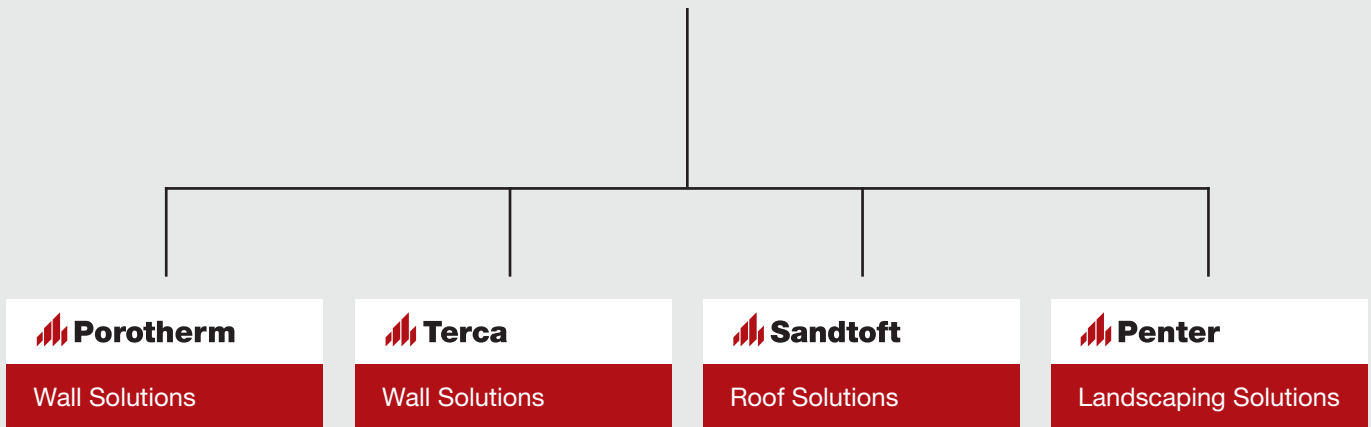 Porotherm
Wall Solutions
Terca
Wall Solutions
Sandtoft
Roof Solutions
Penter
Landscaping Solutions